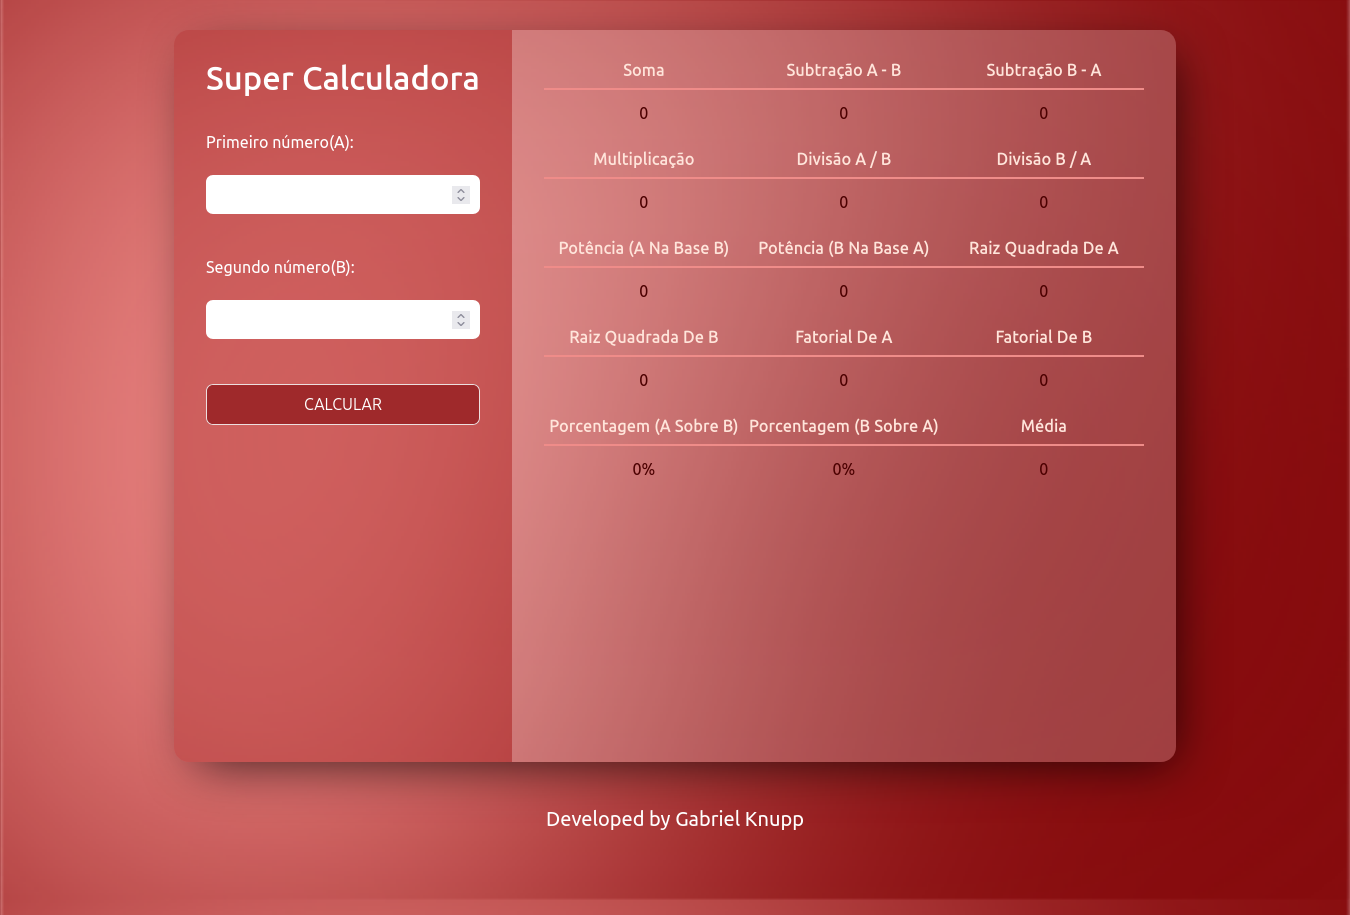 Super Calculadora
Primeiro número(A):
Segundo número(B):
CALCULAR
Soma Subtração A - B Subtração B - A
0 0 0
Multiplicação Divisão A / B Divisão B / A
0 0 0
Potência (A Na Base B) Potência (B Na Base A) Raiz Quadrada De A
0 0 0
Raiz Quadrada De B Fatorial De A Fatorial De B
0 0 0
Porcentagem (A Sobre B) Porcentagem (B Sobre A) Média
0% 0% 0
Developed by Gabriel Knupp